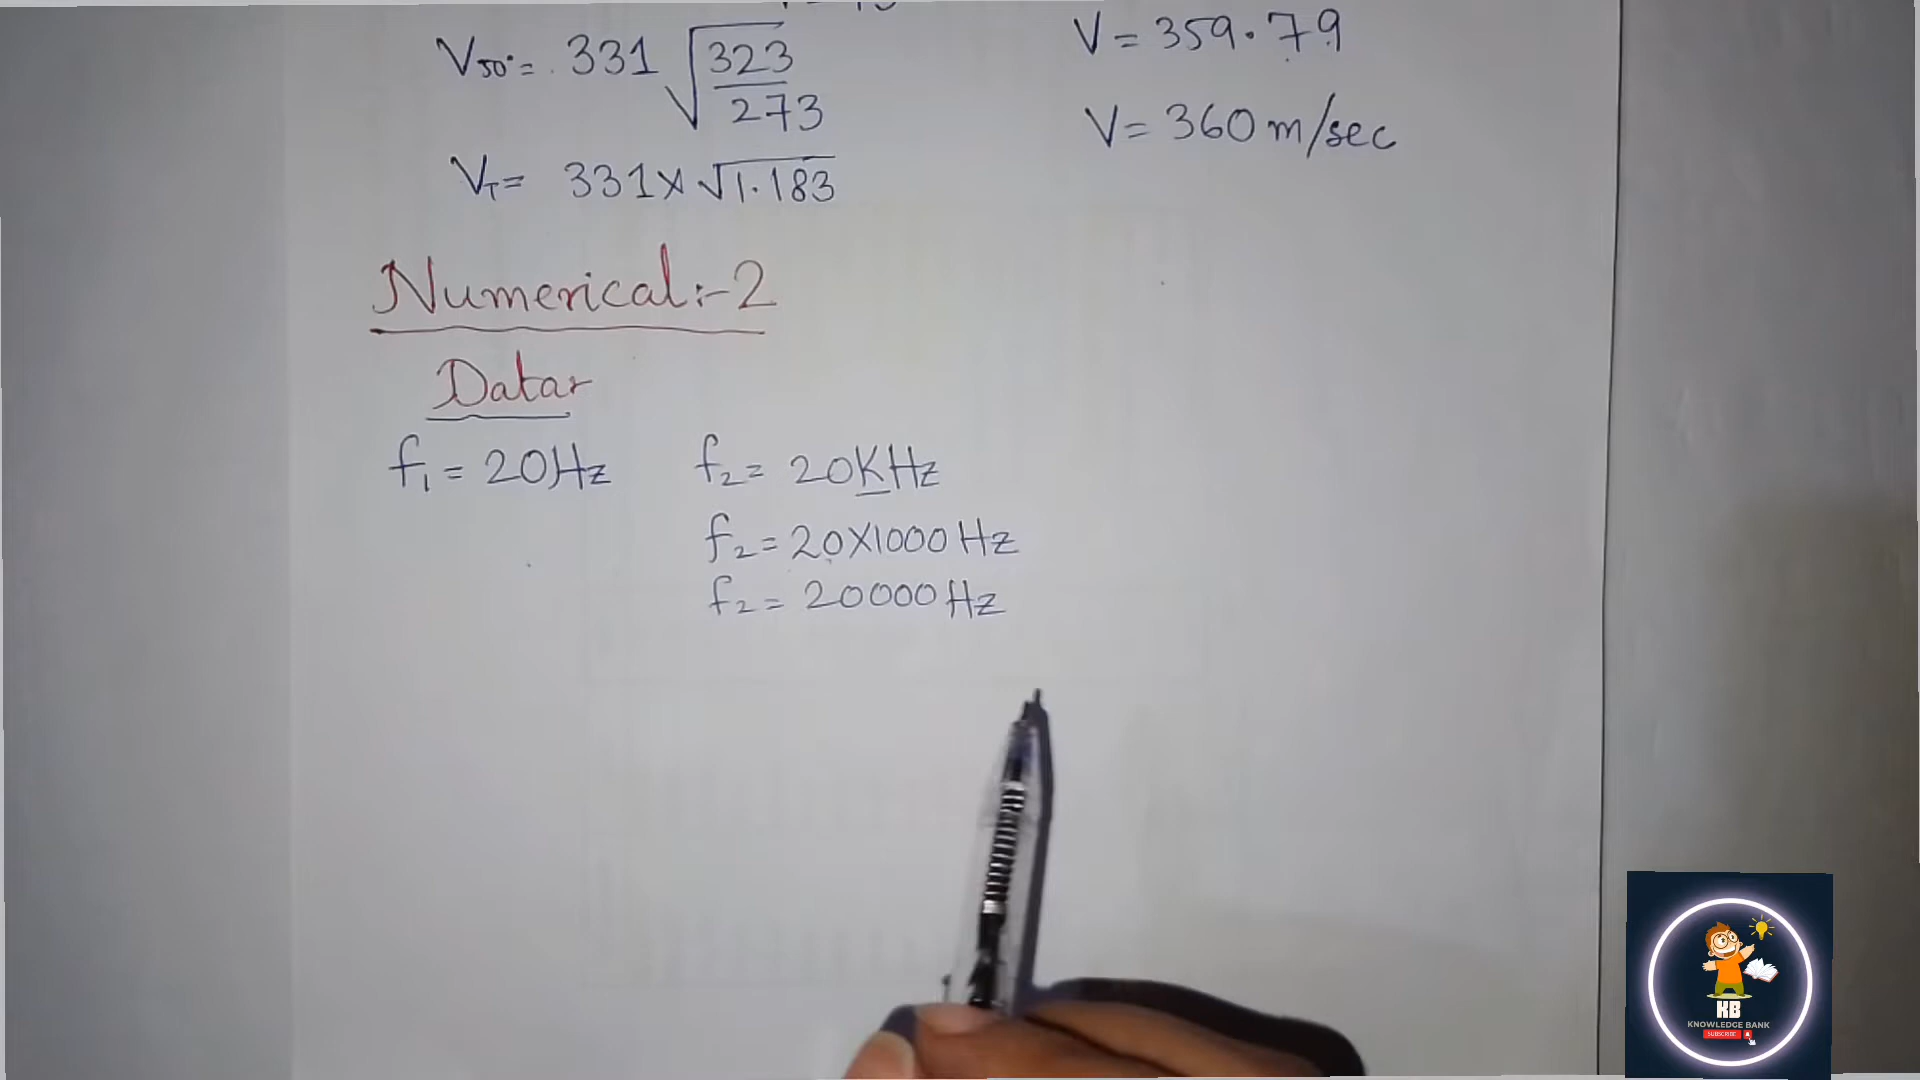 V50°= 331 √323/273
VT= 331×√1.183
V= 359.79
V= 360 m/sec
Numerical:-2
Data
f1= 20Hz
f2= 20KHz
f2= 20×1000 Hz
f2= 20000 Hz
KB
KNOWLEDGE BANK
SUBSCRIBE